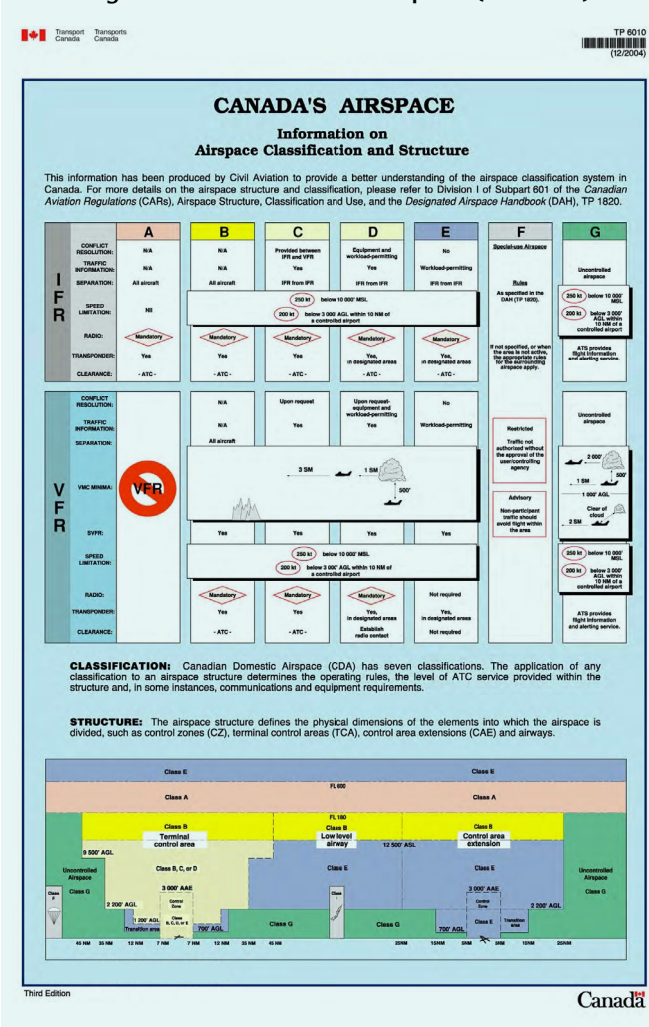 Transport Transports
Canada Canada
TP 6010
(12/2004)
CANADA'S AIRSPACE
Information on
Airspace Classification and Structure
This information has been produced by Civil Aviation to provide a better understanding of the airspace classification system in
Canada. For more details on the airspace structure and classification, please refer to Division I of Subpart 601 of the Canadian
Aviation Regulations (CARs), Airspace Structure, Classification and Use, and the Designated Airspace Handbook (DAH), TP 1820.
A B C D E F G
IFR
CONFLICT RESOLUTION: N/A N/A Provided between IFR and VFR Equipment and workload-permitting No
TRAFFIC INFORMATION: N/A N/A Yes Yes Workload-permitting
SEPARATION: All aircraft All aircraft IFR from IFR IFR from IFR IFR from IFR
SPEED LIMITATION: Nil
250 kt below 10 000' MSL
200 kt below 3 000' AGL within 10 NM of
a controlled airport
RADIO: Mandatory Mandatory Mandatory Mandatory Mandatory
TRANSPONDER: Yes Yes Yes Yes, in designated areas Yes, in designated areas
CLEARANCE: - ATC - - ATC - - ATC - - ATC - - ATC -
Special-use Airspace
Rules
As specified in the
DAH (TP 1820).
If not specified, or when
the area is not active,
the appropriate rules
for the surrounding
airspace apply.
Uncontrolled
airspace
250 kt below 10 000'
MSL
200 kt below 3 000'
AGL within
10 NM of a
controlled airport
ATS provides
flight information
and alerting service.
VFR
CONFLICT RESOLUTION: N/A Upon request Upon request- equipment and workload-permitting No
TRAFFIC INFORMATION: N/A Yes Yes Workload-permitting
SEPARATION: All aircraft
VMC MINIMA:
VFR
3 SM
1 SM
500'
SVFR: Yes Yes Yes Yes
SPEED LIMITATION:
250 kt below 10 000' MSL
200 kt below 3 000' AGL within 10 NM of
a controlled airport
RADIO: Mandatory Mandatory Mandatory Not required
TRANSPONDER: Yes Yes Yes, in designated areas Yes, in designated areas
CLEARANCE: - ATC - - ATC - Establish radio contact Not required
Restricted
Traffic not
authorized without
the approval of the
user/controlling
agency
Advisory
Non-participant
traffic should
avoid flight within
the area
Uncontrolled
airspace
2 000'
500'
1 SM
1 000' AGL
Clear of
cloud
2 SM
250 kt below 10 000'
MSL
200 kt below 3 000'
AGL within
10 NM of a
controlled airport
ATS provides
flight information
and alerting service.
CLASSIFICATION: Canadian Domestic Airspace (CDA) has seven classifications. The application of any
classification to an airspace structure determines the operating rules, the level of ATC service provided within the
structure and, in some instances, communications and equipment requirements.
STRUCTURE: The airspace structure defines the physical dimensions of the elements into which the airspace is
divided, such as control zones (CZ), terminal control areas (TCA), control area extensions (CAE) and airways.
Class E Class E
FL600
Class A Class A
FL180
Class B Class B Class B
Terminal control area
Low level airway
Control area extension
12 500' ASL
9 500' AGL
Uncontrolled Airspace
Class G
Class B, C, or D
Class E
Class E
Uncontrolled Airspace
Class G
3 000' AAE
3 000' AAE
Class F
Control Zone
Control Zone
2 200' AGL
2 200' AGL
1 200' AGL
Transition area
700' AGL
Class G
Class G
700' AGL
Class E
Transition area
45 NM 35 NM 12 NM 7 NM 7 NM 12 NM 35 NM 45 NM 25NM 15NM 5NM 5NM 15NM 25NM
Third Edition
Canada